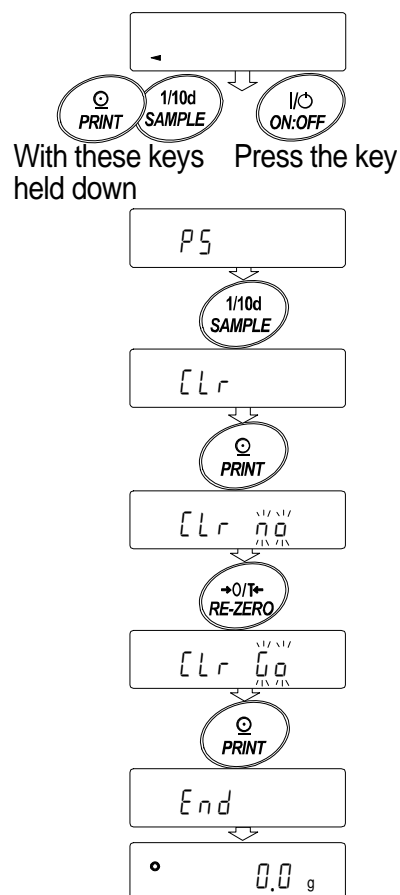 PRINT
1/10d
SAMPLE
I/
ON:OFF
With these keys
held down
Press the key
PS
1/10d
SAMPLE
CLr
PRINT
CLr no
→0/T←
RE-ZERO
CLr Go
PRINT
End
0.0 g